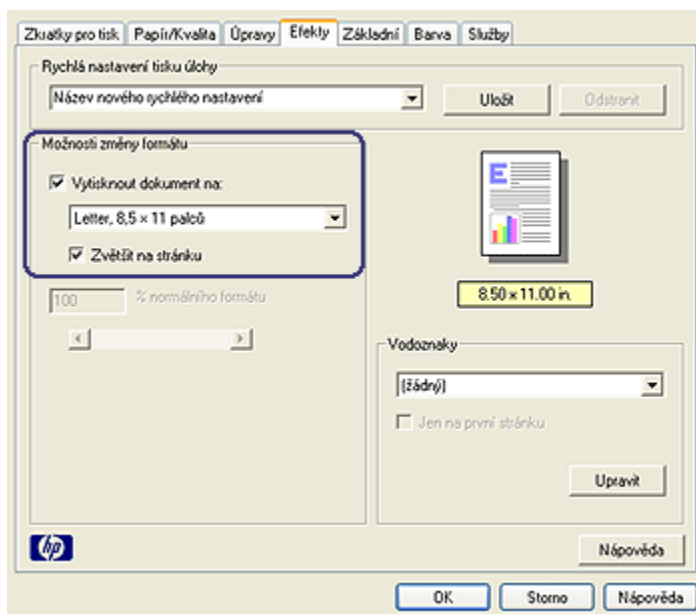 Zkratky pro tisk Papír/Kvalita Úpravy Efekty Základní Barva Služby
Rychlá nastavení tisku úlohy
Název nového rychlého nastavení Uložit Odstranit
Možnosti změny formátu
Vytisknout dokument na:
Letter, 8,5 × 11 palců
Zvětšit na stránku
100 % normálního formátu
E
8.50 × 11.00 in.
Vodoznaky
(žádný)
Jen na první stránku
Upravit
hp Nápověda
OK Storno Nápověda